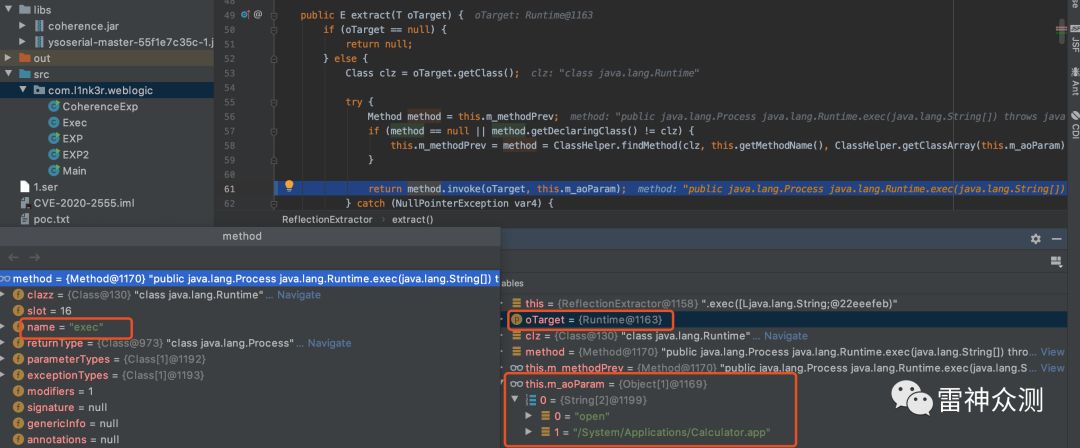 libs
coherence.jar
ysoserial-master-55f1e7c35c-1.j
out
src
com.l1nk3r.weblogic
CoherenceExp
Exec
EXP
EXP2
Main
1.ser
CVE-2020-2555.iml
poc.txt
49 @ public E extract(T oTarget) { oTarget: Runtime@1163
50 if (oTarget == null) {
51 return null;
52 } else {
53 Class clz = oTarget.getClass(); clz: "class java.lang.Runtime"
54
55 try {
56 Method method = this.m_methodPrev; method: "public java.lang.Process java.lang.Runtime.exec(java.lang.String[]) throws java
57 if (method == null || method.getDeclaringClass() != clz) {
58 this.m_methodPrev = method = ClassHelper.findMethod(clz, this.getMethodName(), ClassHelper.getClassArray(this.m_aoParam)
59 }
60
61 return method.invoke(oTarget, this.m_aoParam); method: "public java.lang.Process java.lang.Runtime.exec(java.lang.String[])
62 } catch (NullPointerException var4) {
ReflectionExtractor › extract()
JSF
Ant
CDI
method
method = {Method@1170} "public java.lang.Process java.lang.Runtime.exec(java.lang.String[]) t
clazz = {Class@130} "class java.lang.Runtime"... Navigate
slot = 16
name = "exec"
returnType = {Class@973} "class java.lang.Process"... Navigate
parameterTypes = {Class[1]@1192}
exceptionTypes = {Class[1]@1193}
modifiers = 1
signature = null
genericInfo = null
annotations = null
ables
this = {ReflectionExtractor@1158} ".exec([Ljava.lang.String;@22eeefeb)"
oTarget = {Runtime@1163}
clz = {Class@130} "class java.lang.Runtime"... Navigate
method = {Method@1170} "public java.lang.Process java.lang.Runtime.exec(java.lang.String[]) thro... View
this.m_methodPrev = {Method@1170} "public java.lang.Process java.lang.Runtime.exec(java.lang.S... View
this.m_aoParam = {Object[1]@1169}
0 = {String[2]@1199}
0 = "open"
1 = "/System/Applications/Calculator.app"
雷神众测